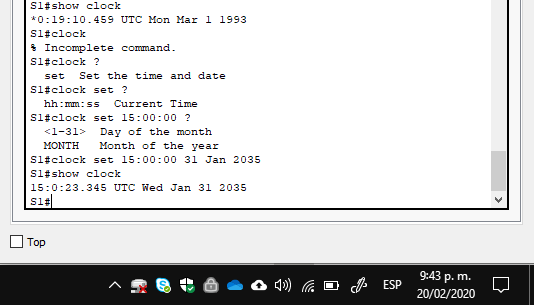 S1#show clock
*0:19:10.459 UTC Mon Mar 1 1993
S1#clock
% Incomplete command.
S1#clock ?
set Set the time and date
S1#clock set ?
hh:mm:ss Current Time
S1#clock set 15:00:00 ?
<1-31> Day of the month
MONTH Month of the year
S1#clock set 15:00:00 31 Jan 2035
S1#show clock
15:0:23.345 UTC Wed Jan 31 2035
S1#
Top
ESP
9:43 p. m.
20/02/2020